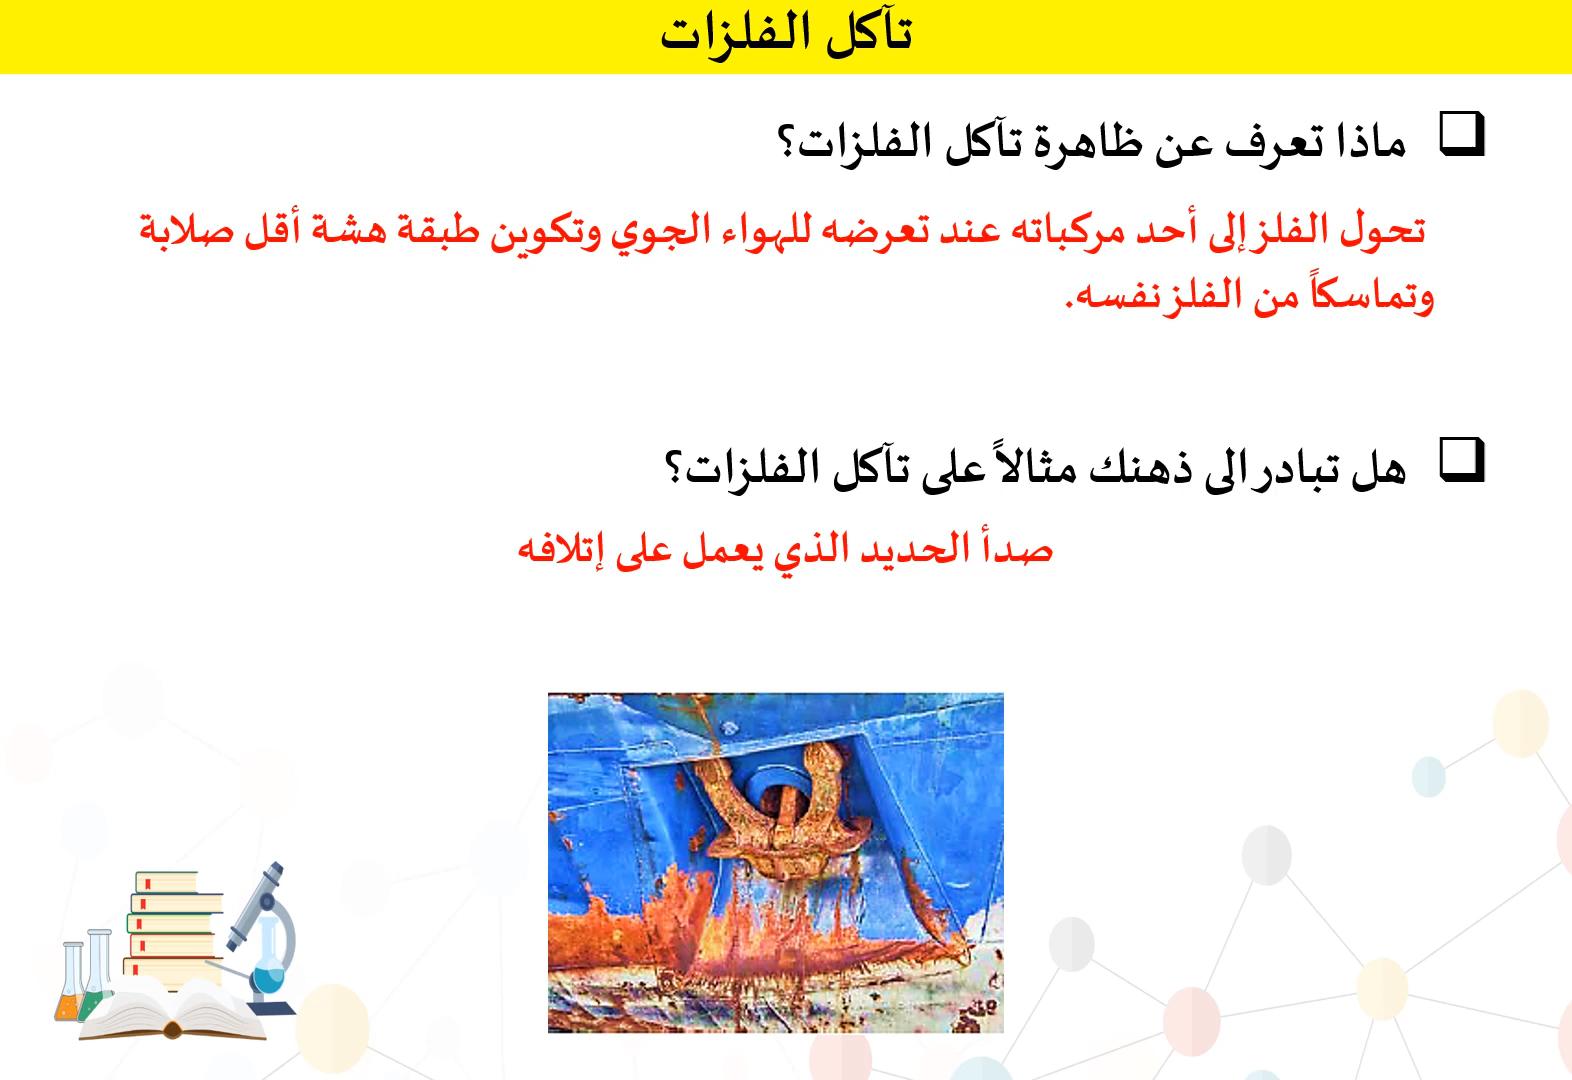 تآكل الفلزات
ماذا تعرف عن ظاهرة تآكل الفلزات؟
تحول الفلز إلى أحد مركباته عند تعرضه للهواء الجوي وتكوين طبقة هشة أقل صلابة
وتماسكاً من الفلز نفسه.
هل تبادر الى ذهنك مثالاً على تآكل الفلزات؟
صدأ الحديد الذي يعمل على إتلافه